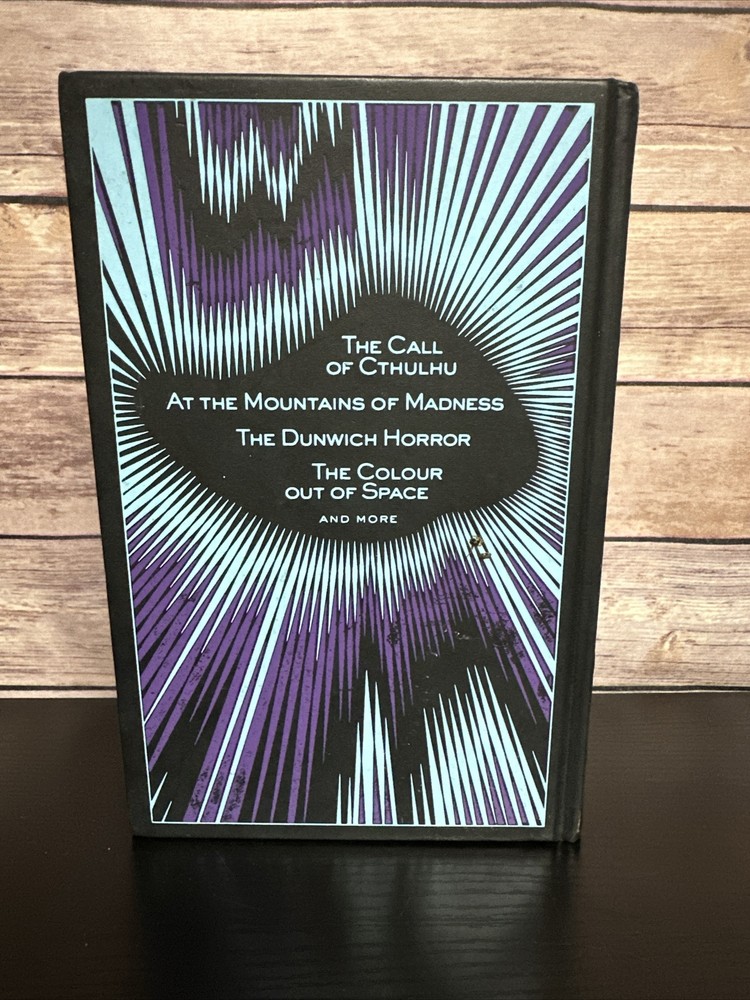 The Call
of Cthulhu
At the Mountains of Madness
The Dunwich Horror
The Colour
out of Space
and more